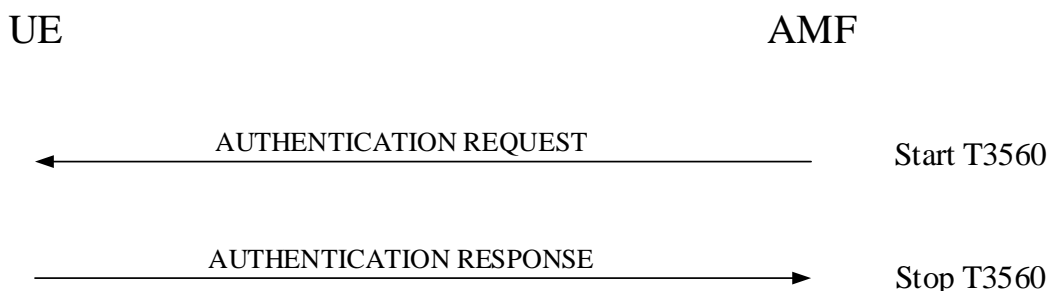 UE AMF
AUTHENTICATION REQUEST Start T3560
AUTHENTICATION RESPONSE Stop T3560